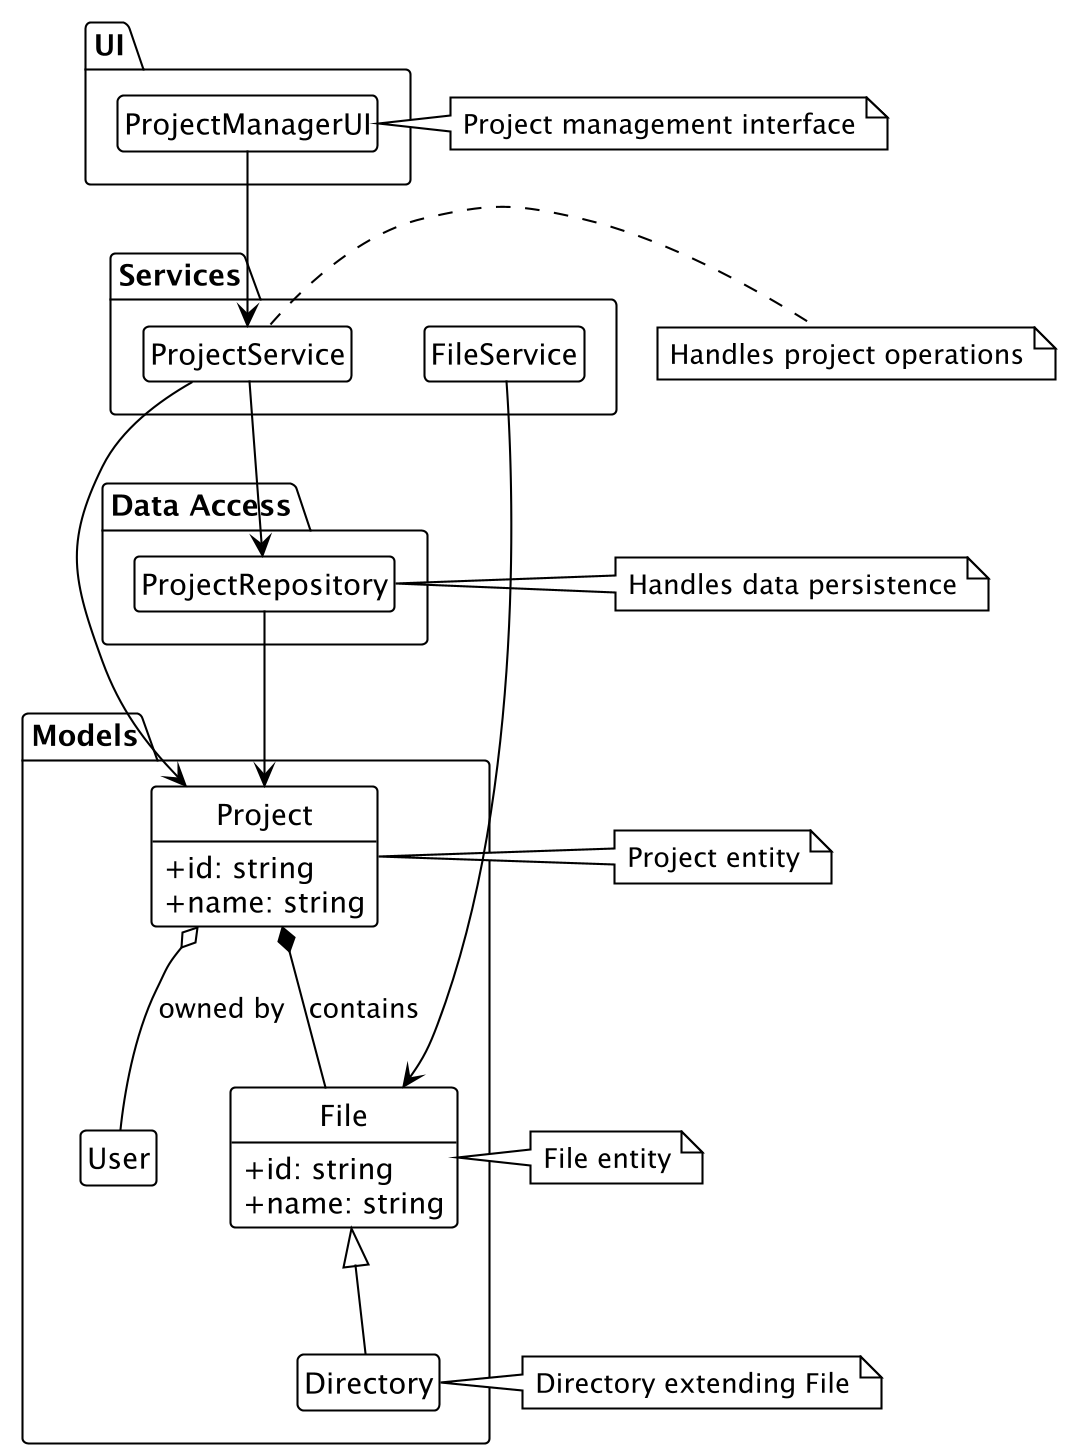 UI
ProjectManagerUI
Project management interface
Services
ProjectService
FileService
Handles project operations
Data Access
ProjectRepository
Handles data persistence
Models
Project
+id: string
+name: string
Project entity
owned by
contains
File
+id: string
+name: string
User
File entity
Directory
Directory extending File